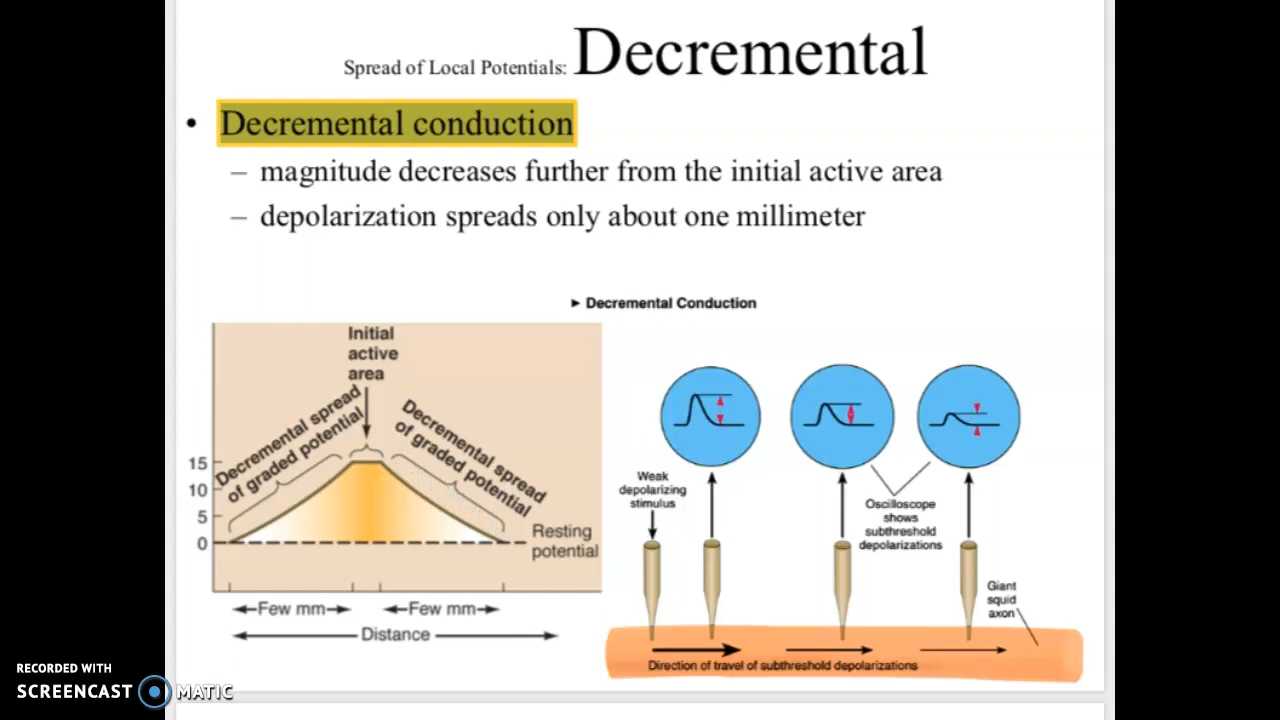 Spread of Local Potentials: Decremental
• Decremental conduction
– magnitude decreases further from the initial active area
– depolarization spreads only about one millimeter
► Decremental Conduction
Initial
active
area
Decremental spread
of graded potential
Decremental spread
of graded potential
15
10
5
0
Resting
potential
Few mm
Few mm
Distance
Weak
depolarizing
stimulus
Oscilloscope
shows
subthreshold
depolarizations
Giant
squid
axon
Direction of travel of subthreshold depolarizations
RECORDED WITH
SCREENCAST MATIC